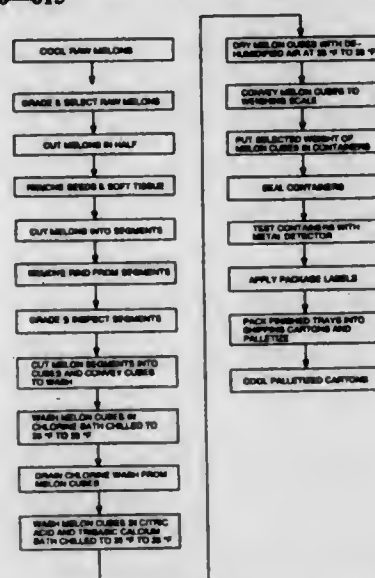 COOL RAW MELONS
GRADE & SELECT RAW MELONS
CUT MELONS IN HALF
REMOVE SEEDS & SOFT TISSUE
CUT MELONS INTO SEGMENTS
REMOVE RIND FROM SEGMENTS
GRADE & INSPECT SEGMENTS
CUT MELON SEGMENTS INTO
CUBES AND CONVEY CUBES
TO WASH
WASH MELON CUBES IN
CHLORINE BATH CHILLED TO
°F TO °F
DRAIN CHLORINE WASH FROM
MELON CUBES
WASH MELON CUBES IN CITRIC
ACID AND TRIBASIC CALCIUM
BATH CHILLED TO °F TO °F
DRY MELON CUBES WITH DE-
HUMIDIFIED AIR AT °F TO °F
CONVEY MELON CUBES TO
WEIGHING SCALE
PUT SELECTED WEIGHT OF
MELON CUBES IN CONTAINERS
SEAL CONTAINERS
TEST CONTAINERS WITH
METAL DETECTOR
APPLY PACKAGE LABELS
PACK FINISHED TRAYS INTO
SHIPPING CARTONS AND
PALLETIZE
COOL PALLETIZED CARTONS